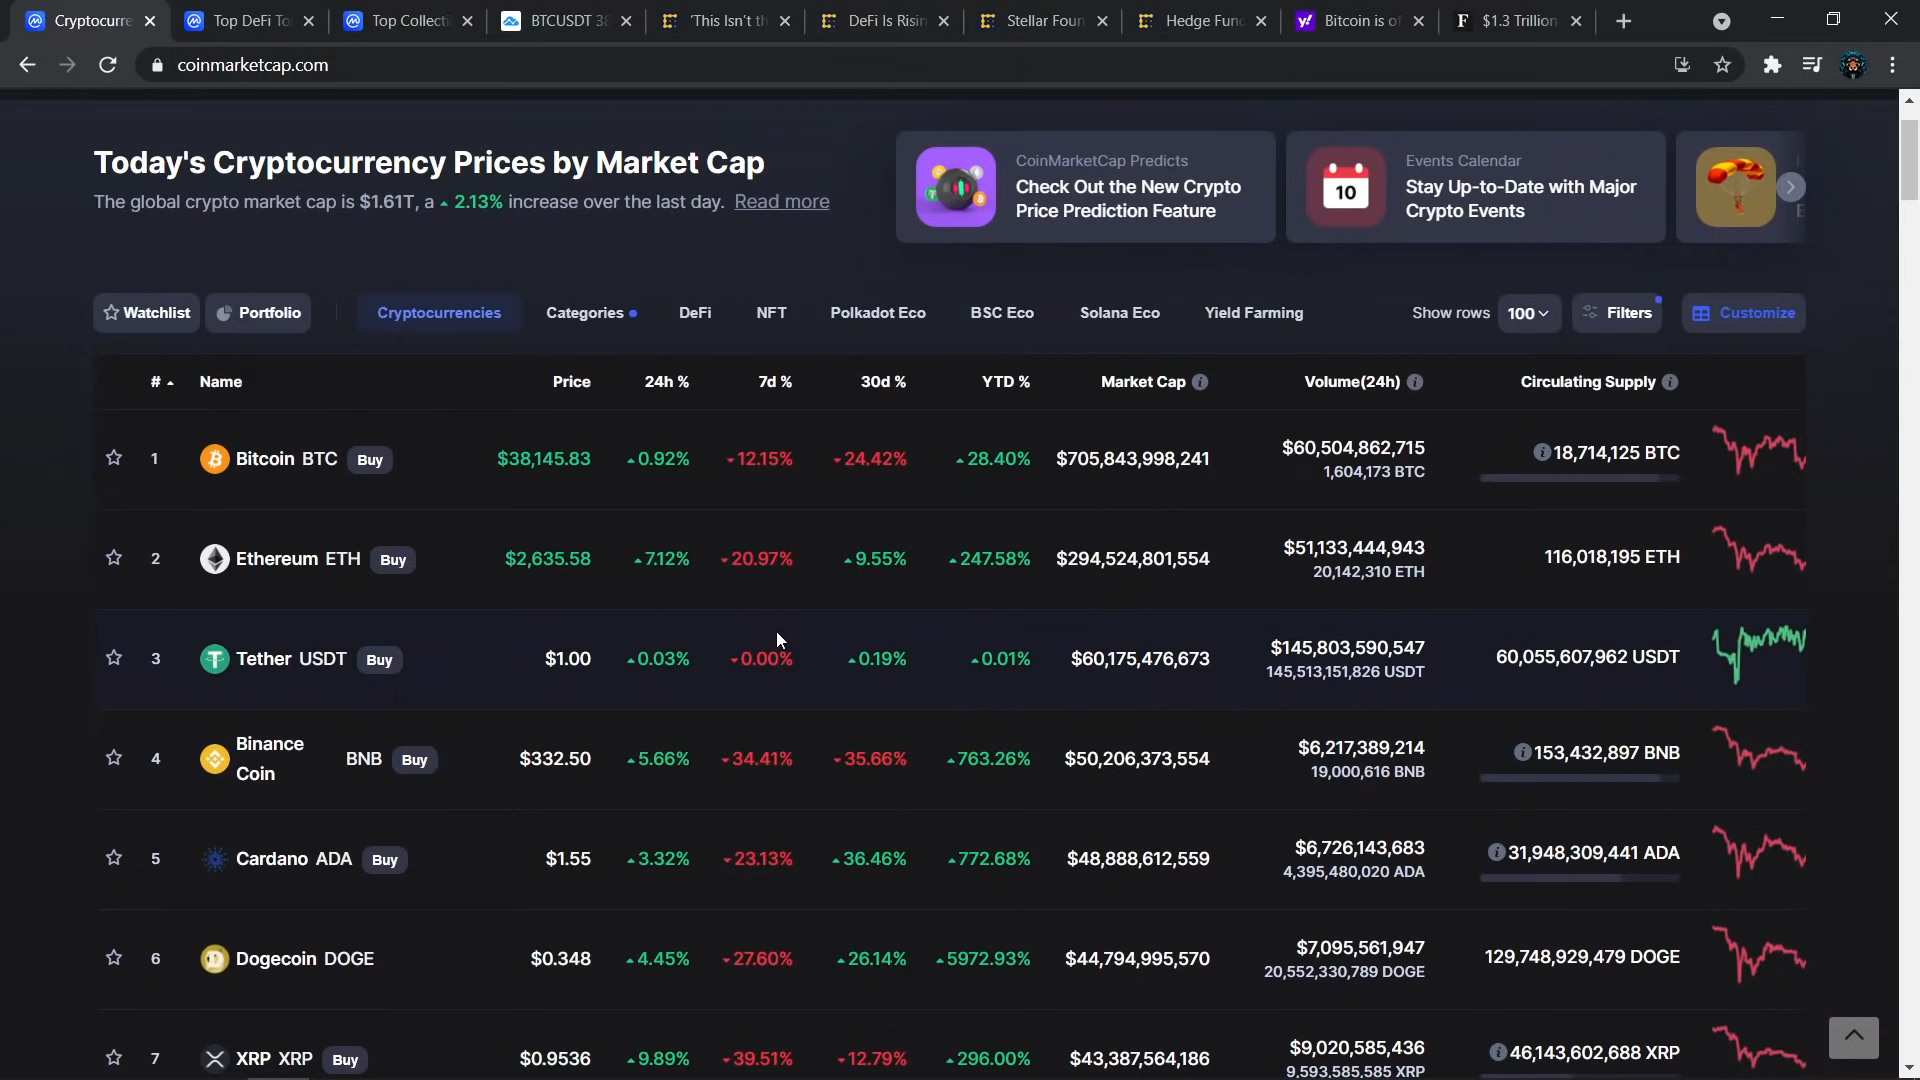 Cryptocurre
Top DeFi To
Top Collecti
BTCUSDT 38
'This Isn't th
DeFi Is Risin
Stellar Foun
Hedge Func
Bitcoin is of
$1.3 Trillion
coinmarketcap.com
Today's Cryptocurrency Prices by Market Cap
The global crypto market cap is $1.61T, a 2.13% increase over the last day. Read more
CoinMarketCap Predicts
Check Out the New Crypto
Price Prediction Feature
10
Events Calendar
Stay Up-to-Date with Major
Crypto Events
Watchlist Portfolio Cryptocurrencies Categories DeFi NFT Polkadot Eco BSC Eco Solana Eco Yield Farming Show rows 100 Filters Customize
# Name Price 24h % 7d % 30d % YTD % Market Cap Volume(24h) Circulating Supply
1 Bitcoin BTC Buy $38,145.83 0.92% 12.15% 24.42% 28.40% $705,843,998,241 $60,504,862,715 18,714,125 BTC
1,604,173 BTC
2 Ethereum ETH Buy $2,635.58 7.12% 20.97% 9.55% 247.58% $294,524,801,554 $51,133,444,943 116,018,195 ETH
20,142,310 ETH
3 Tether USDT Buy $1.00 0.03% 0.00% 0.19% 0.01% $60,175,476,673 $145,803,590,547 60,055,607,962 USDT
145,513,151,826 USDT
4 Binance
Coin BNB Buy $332.50 5.66% 34.41% 35.66% 763.26% $50,206,373,554 $6,217,389,214 153,432,897 BNB
19,000,616 BNB
5 Cardano ADA Buy $1.55 3.32% 23.13% 36.46% 772.68% $48,888,612,559 $6,726,143,683 31,948,309,441 ADA
4,395,480,020 ADA
6 Dogecoin DOGE $0.348 4.45% 27.60% 26.14% 5972.93% $44,794,995,570 $7,095,561,947 129,748,929,479 DOGE
20,552,330,789 DOGE
7 XRP XRP Buy $0.9536 9.89% 39.51% 12.79% 296.00% $43,387,564,186 $9,020,585,436 46,143,602,688 XRP
9,593,585,585 XRP